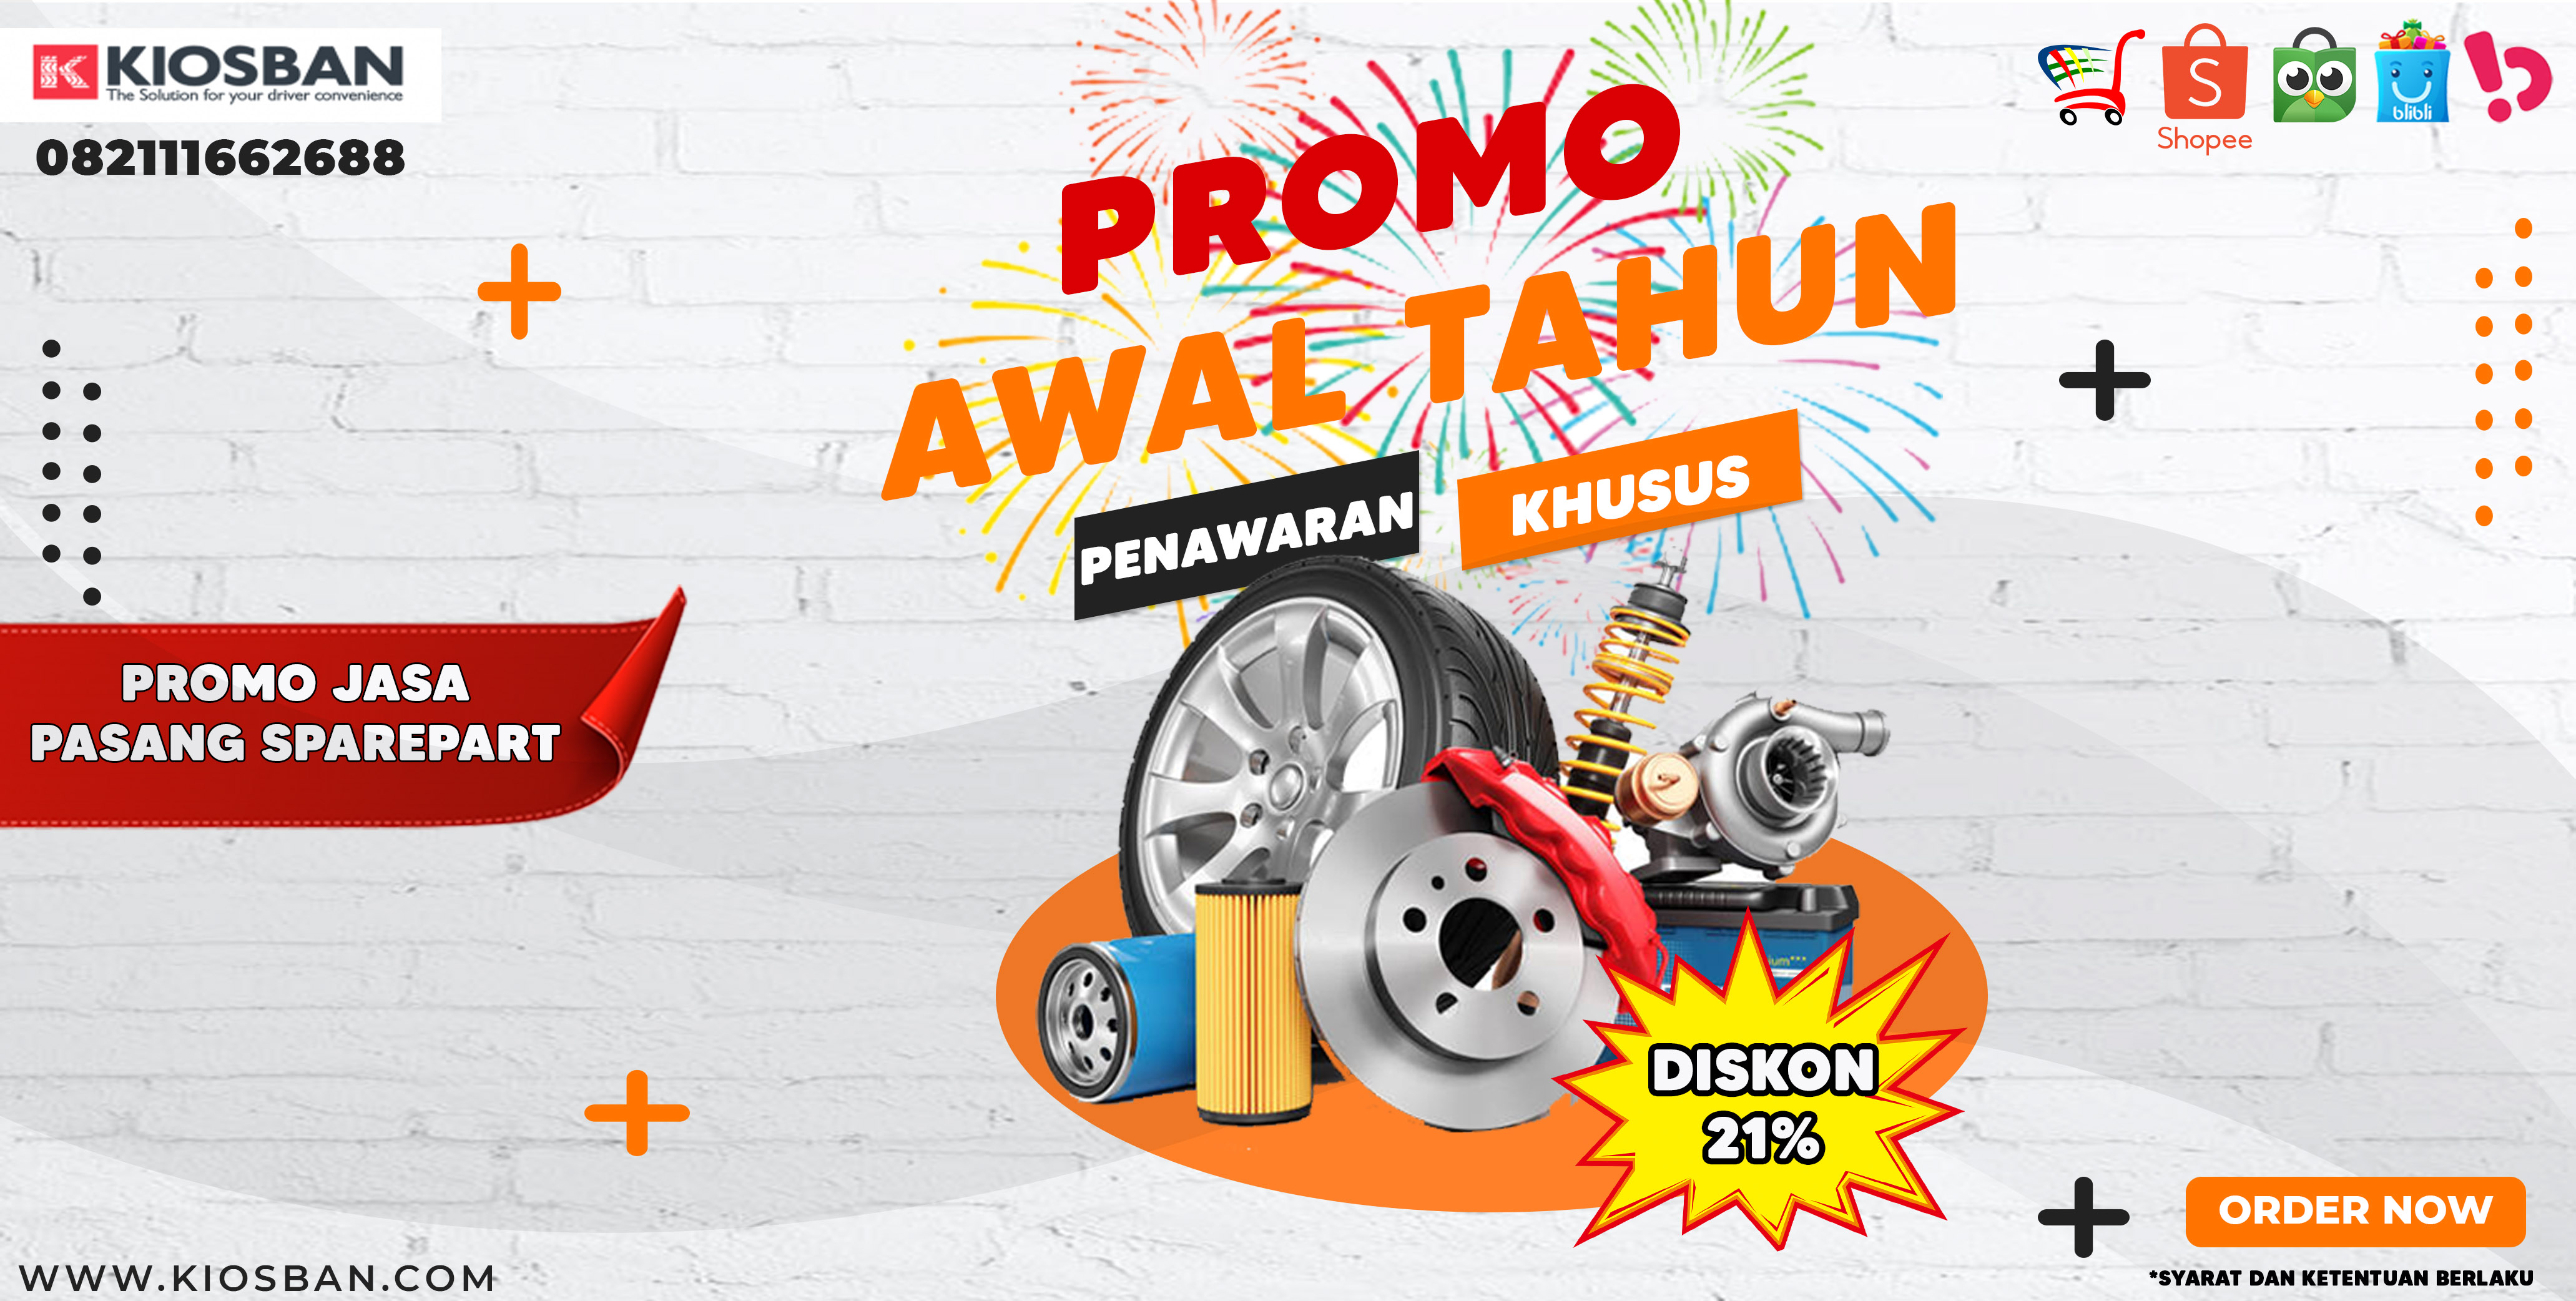 KIOSBAN
The Solution for your driver convenience
082111662688
S
Shopee
blibli
PROMO
AWAL TAHUN
PENAWARAN
KHUSUS
PROMO JASA
PASANG SPAREPART
ium***
DISKON
21%
ORDER NOW
WWW.KIOSBAN.COM
*SYARAT DAN KETENTUAN BERLAKU